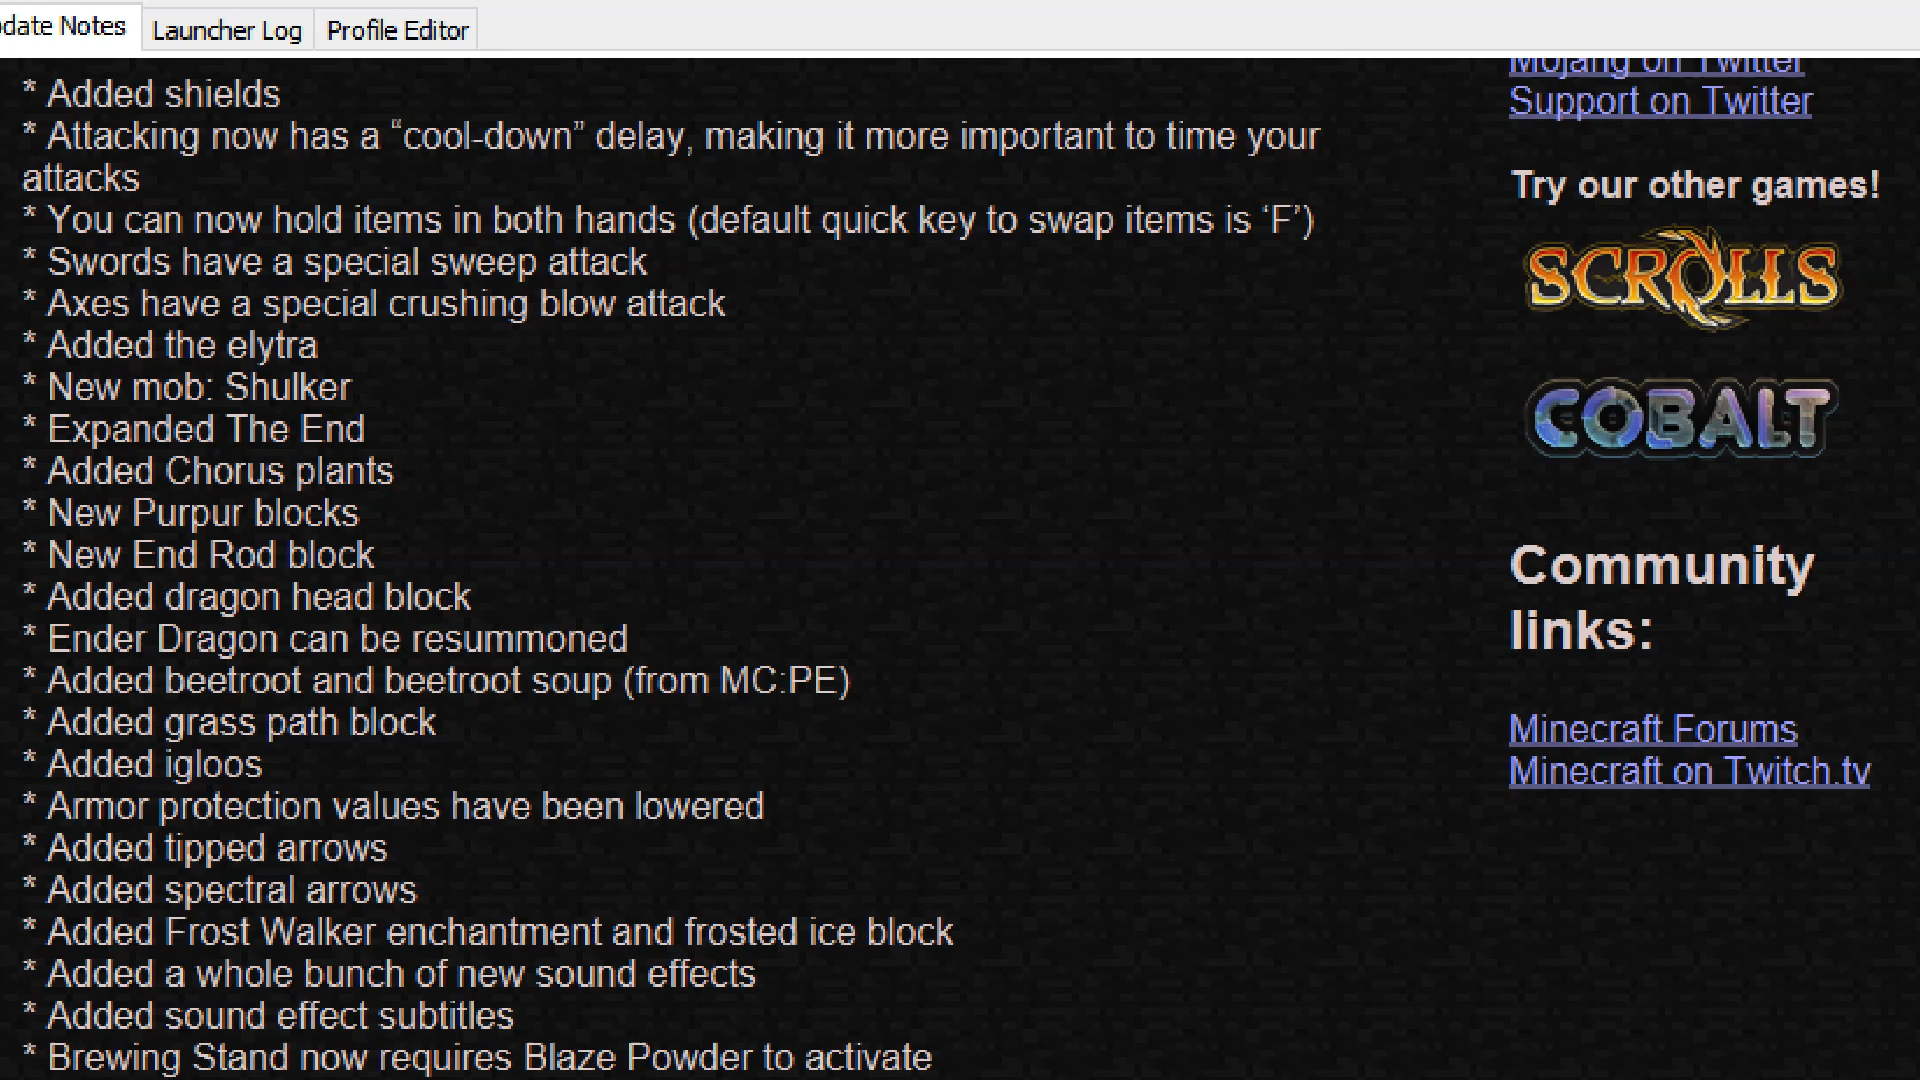 date Notes
Launcher Log
Profile Editor
* Added shields
* Attacking now has a “cool-down” delay, making it more important to time your
attacks
* You can now hold items in both hands (default quick key to swap items is ‘F’)
* Swords have a special sweep attack
* Axes have a special crushing blow attack
* Added the elytra
* New mob: Shulker
* Expanded The End
* Added Chorus plants
* New Purpur blocks
* New End Rod block
* Added dragon head block
* Ender Dragon can be resummoned
* Added beetroot and beetroot soup (from MC:PE)
* Added grass path block
* Added igloos
* Armor protection values have been lowered
* Added tipped arrows
* Added spectral arrows
* Added Frost Walker enchantment and frosted ice block
* Added a whole bunch of new sound effects
* Added sound effect subtitles
* Brewing Stand now requires Blaze Powder to activate
Mojang on Twitter
Support on Twitter
Try our other games!
SCROLLS
COBALT
Community
links:
Minecraft Forums
Minecraft on Twitch.tv